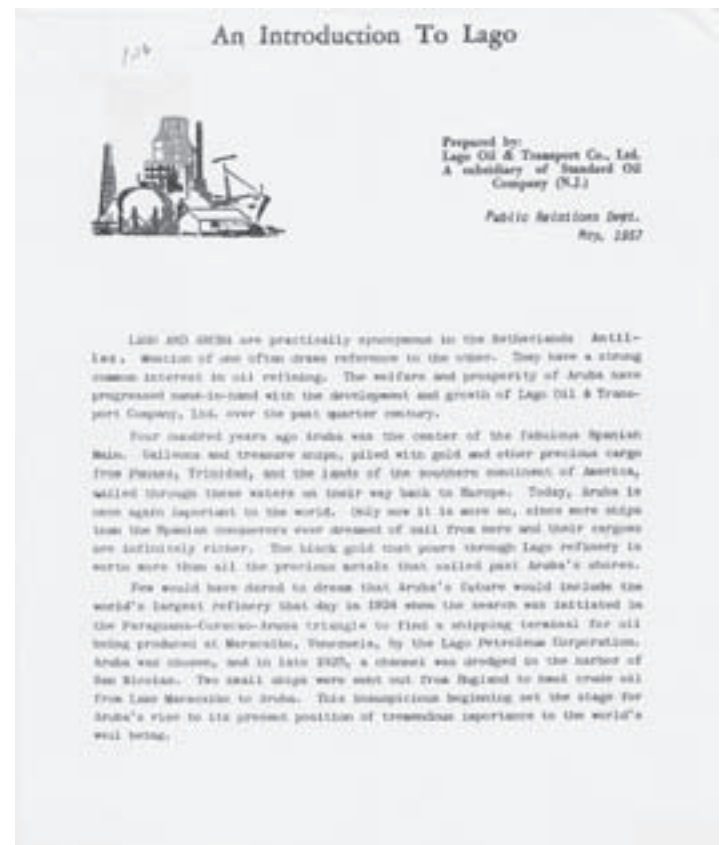 An Introduction To Lago
Prepared by:
Lago Oil & Transport Co., Ltd.
A subsidiary of Standard Oil
Company (N.J.)
Public Relations Dept.
May, 1957
LAGO AND ARUBA are practically synonymous in the Netherlands Antil-
les. Mention of one often draws reference to the other. They have a strong
common interest in oil refining. The welfare and prosperity of Aruba have
progressed hand-in-hand with the development and growth of Lago Oil & Trans-
port Company, Ltd. over the past quarter century.
Four hundred years ago Aruba was the center of the fabulous Spanish
Main. Galleons and treasure ships, piled with gold and other precious cargo
from Panama, Trinidad, and the lands of the southern continent of America,
sailed through these waters on their way back to Europe. Today, Aruba is
once again important to the world. Only now it is more so, since more ships
than the Spanish conquerors ever dreamed of sail from here and their cargoes
are infinitely richer. The black gold that pours through Lago refinery is
worth more than all the precious metals that sailed past Aruba's shores.
Few would have dared to dream that Aruba's future would include the
world's largest refinery that day in 1924 when the search was initiated in
the Paraguana-Curacao-Aruba triangle to find a shipping terminal for oil
being produced at Maracaibo, Venezuela, by the Lago Petroleum Corporation.
Aruba was chosen, and in late 1925, a channel was dredged in the harbor of
San Nicolas. Two small ships were sent out from England to haul crude oil
from Lake Maracaibo to Aruba. This inauspicious beginning set the stage for
Aruba's rise to its present position of tremendous importance to the world's
well being.